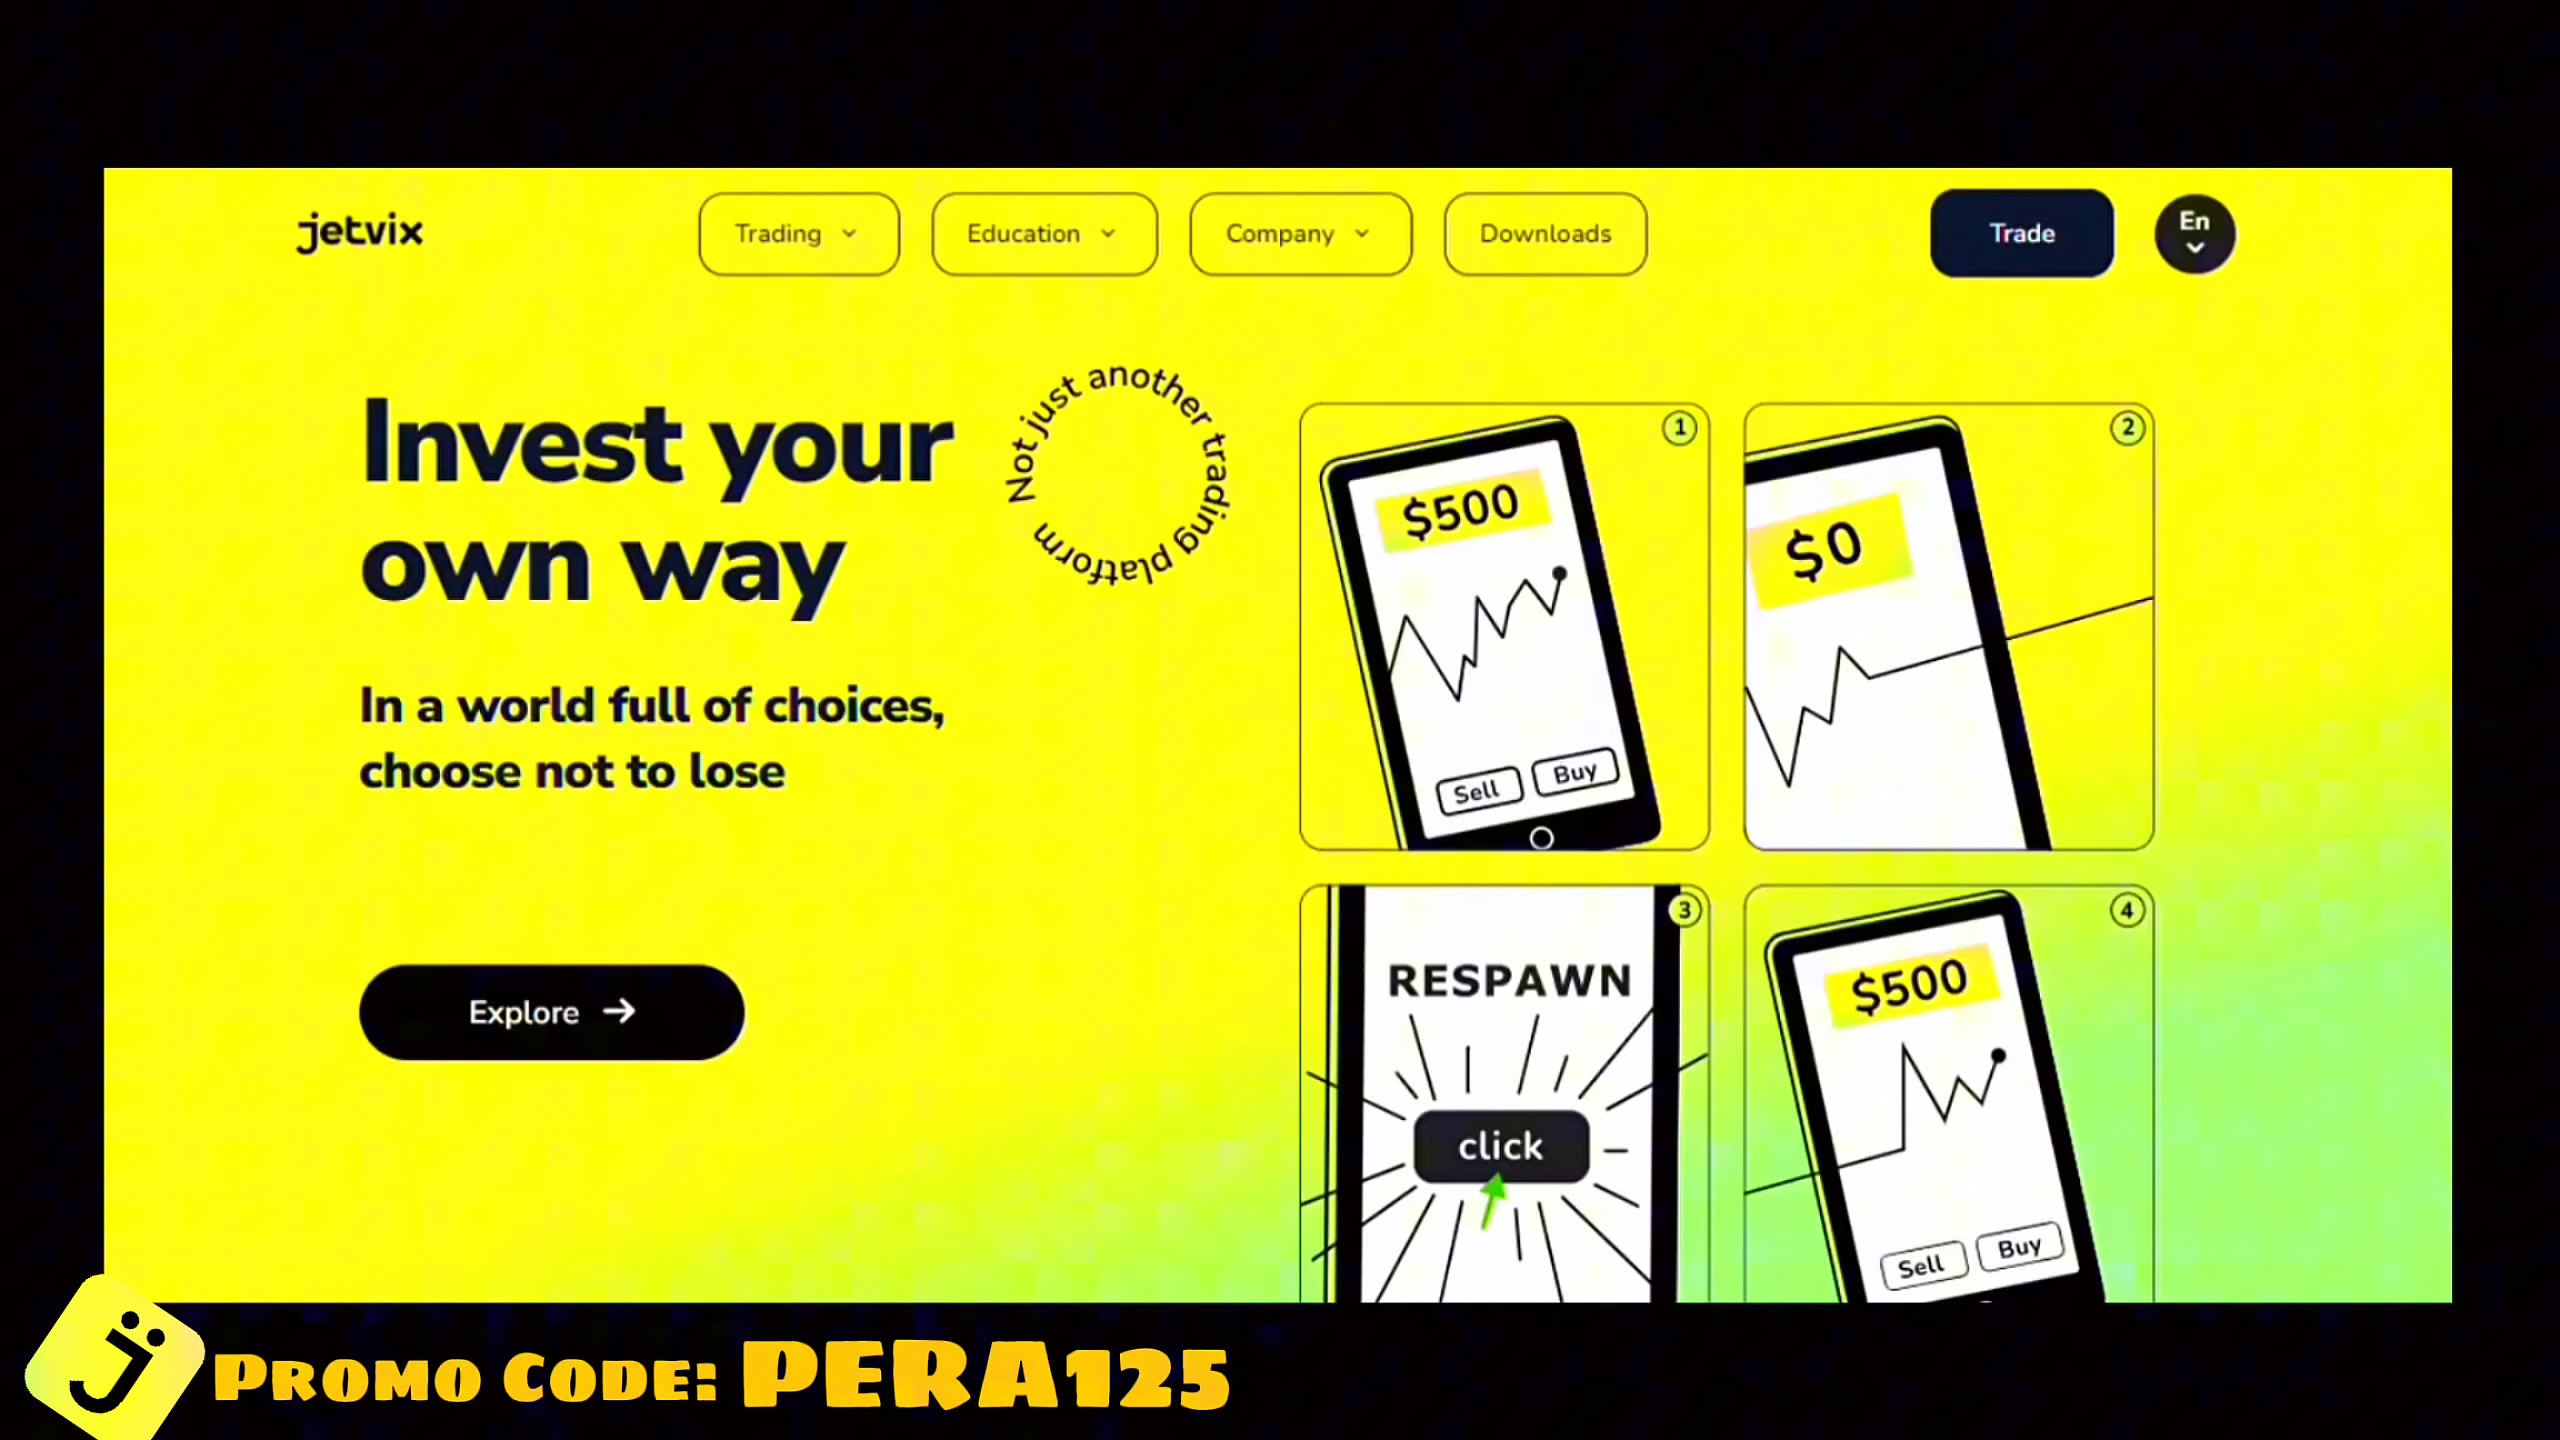 jetvix
Trading
Education
Company
Downloads
Trade
En
Invest your
own way
Not just another trading platform
In a world full of choices,
choose not to lose
Explore
1
$500
Sell
Buy
2
$0
3
RESPAWN
click
4
$500
Sell
Buy
J
PROMO CODE: PERA125